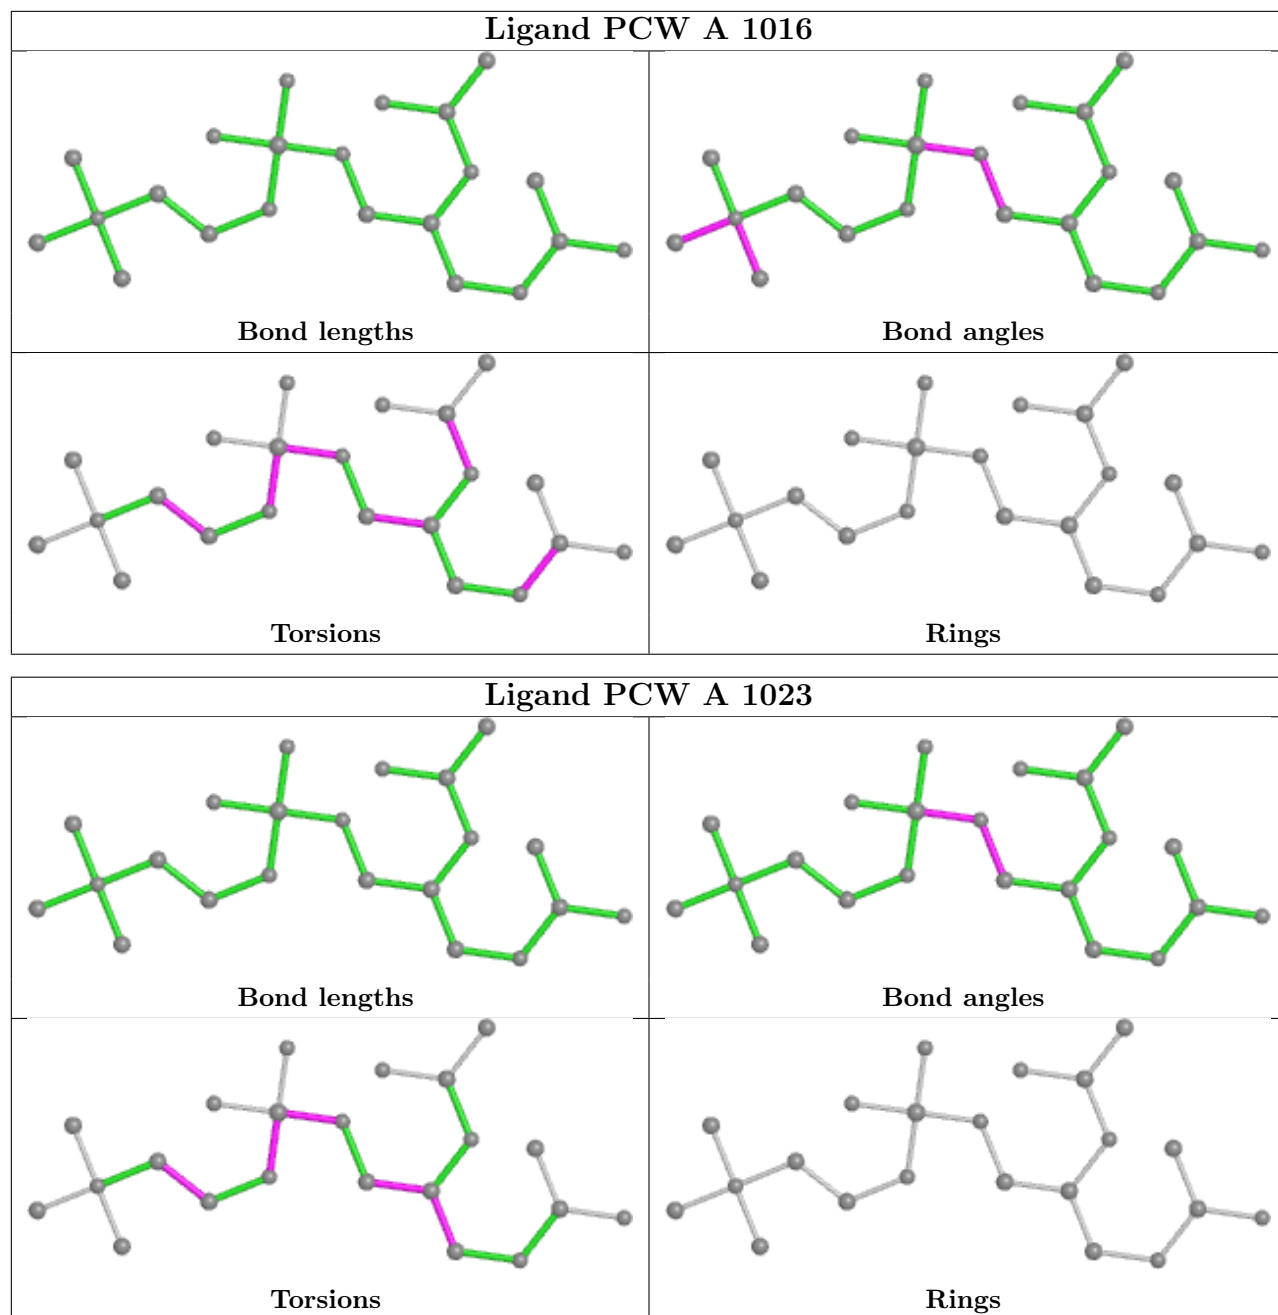 Ligand PCW A 1016
Bond lengths
Bond angles
Torsions
Rings
Ligand PCW A 1023
Bond lengths
Bond angles
Torsions
Rings